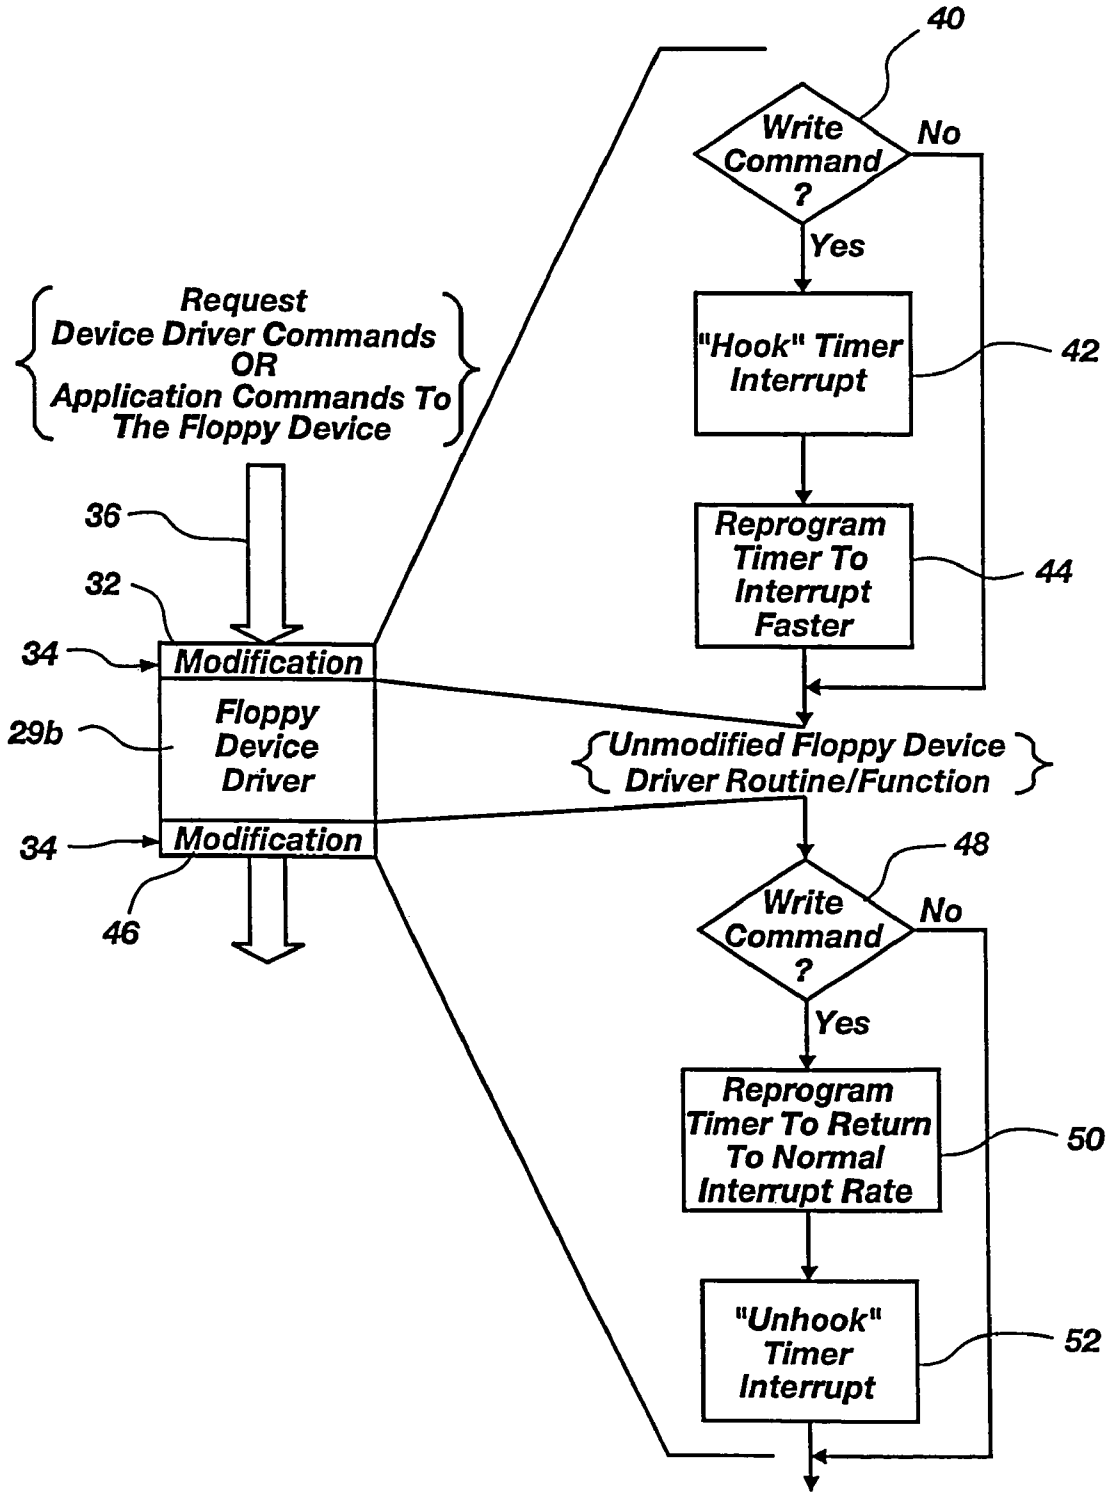 40
Write
Command
?
No
Yes
"Hook" Timer
Interrupt
42
Reprogram
Timer To
Interrupt
Faster
44
Request
Device Driver Commands
OR
Application Commands To
The Floppy Device
36
32
34
Modification
29b
Floppy
Device
Driver
34
Modification
46
Unmodified Floppy Device
Driver Routine/Function
48
Write
Command
?
No
Yes
Reprogram
Timer To Return
To Normal
Interrupt Rate
50
"Unhook"
Timer
Interrupt
52